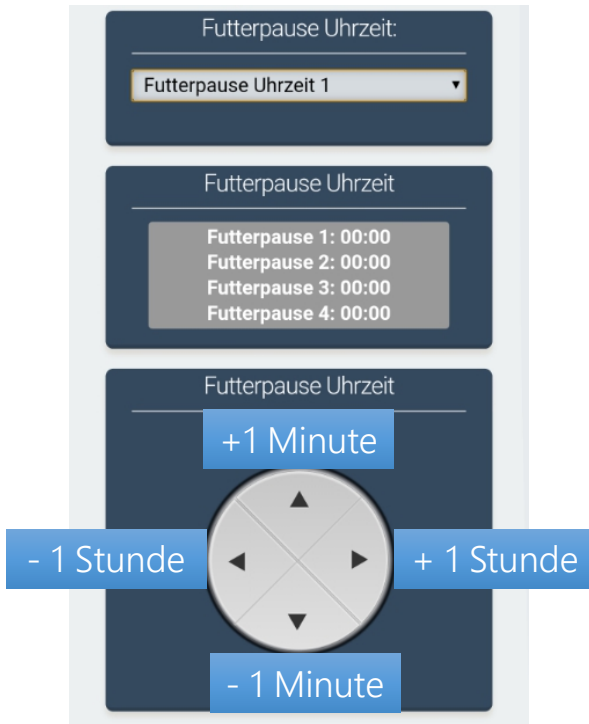 Futterpause Uhrzeit:
Futterpause Uhrzeit 1
Futterpause Uhrzeit
Futterpause 1: 00:00
Futterpause 2: 00:00
Futterpause 3: 00:00
Futterpause 4: 00:00
Futterpause Uhrzeit
+1 Minute
- 1 Stunde
+ 1 Stunde
- 1 Minute